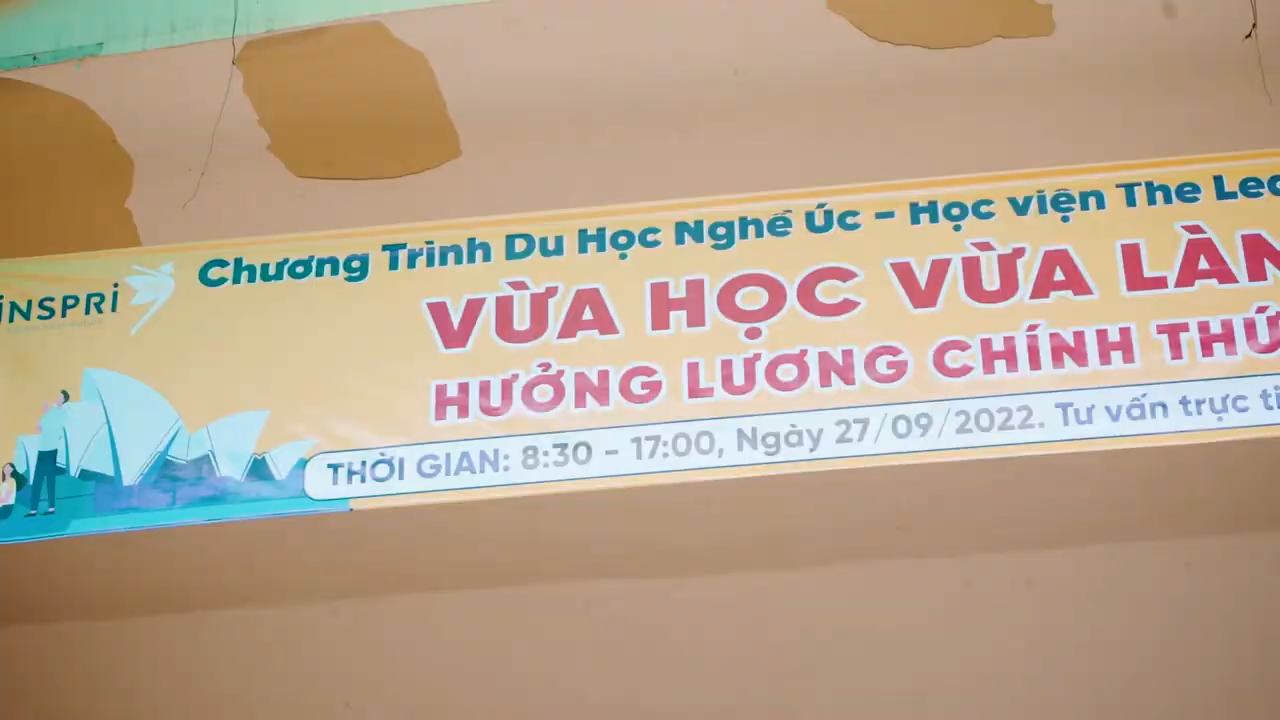 INSPRI
Chương Trình Du Học Nghề Úc - Học viện The
VỪA HỌC VỪA
HƯỞNG LƯƠNG CHÍNH
THỜI GIAN: 8:30 - 17:00, Ngày 27/09/2022. Tư vấn trực